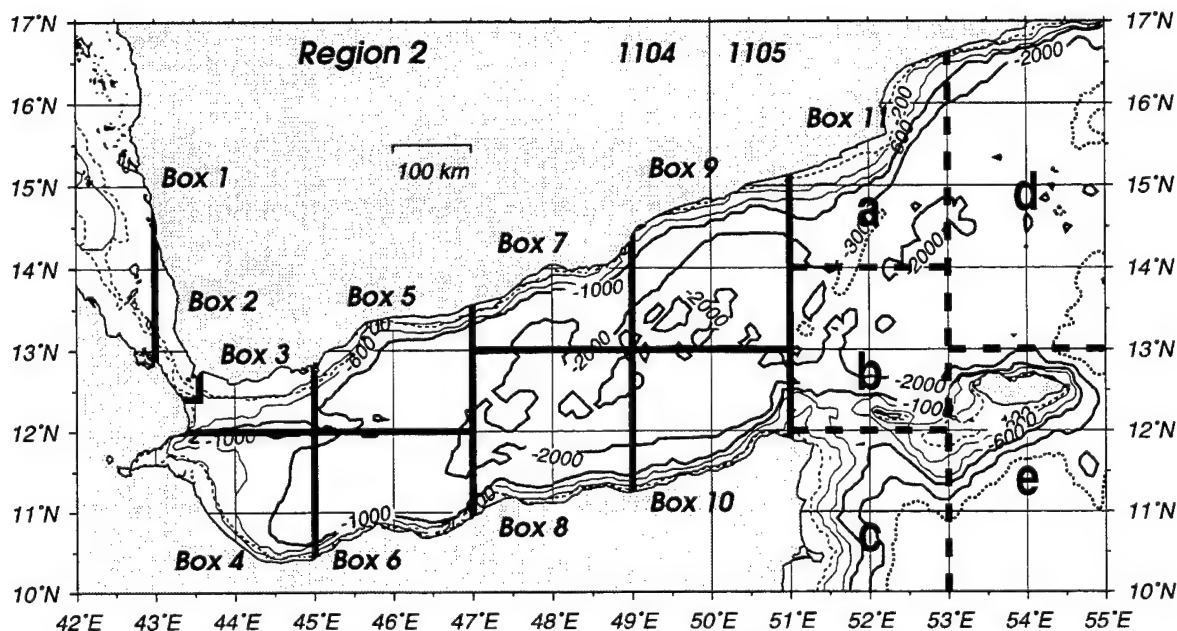 17°N
17°N
Region 2
1104
1105
-2000
16°N
16°N
-200
600
Box 11
100 km
Box 1
Box 9
15°N
15°N
d
a
-3000
2000
Box 7
14°N
14°N
Box 2
Box 5
-1000
-2000
-2000
13°N
13°N
Box 3
b
-2000
-100
12°N
12°N
-1000
-2000
e
11°N
11°N
-1000
Box 10
Box 8
c
Box 4
Box 6
10°N
10°N
42°E
43°E
44°E
45°E
46°E
47°E
48°E
49°E
50°E
51°E
52°E
53°E
54°E
55°E